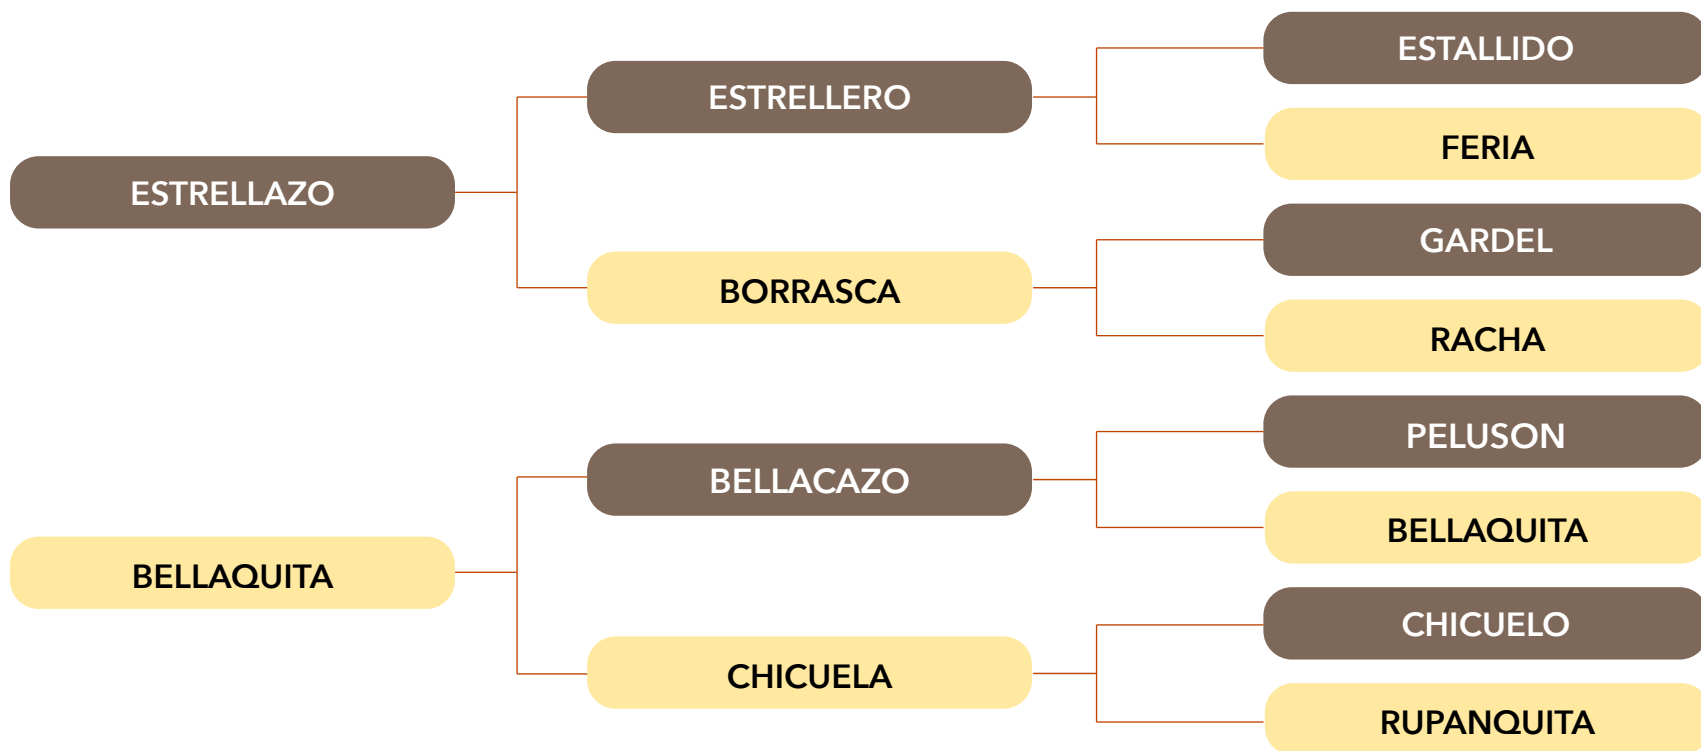 ESTRELLAZO
ESTRELLERO
ESTALLIDO
FERIA
BORRASCA
GARDEL
RACHA
BELLAQUITA
BELLACAZO
PELUSON
BELLAQUITA
CHICUELA
CHICUELO
RUPANQUITA